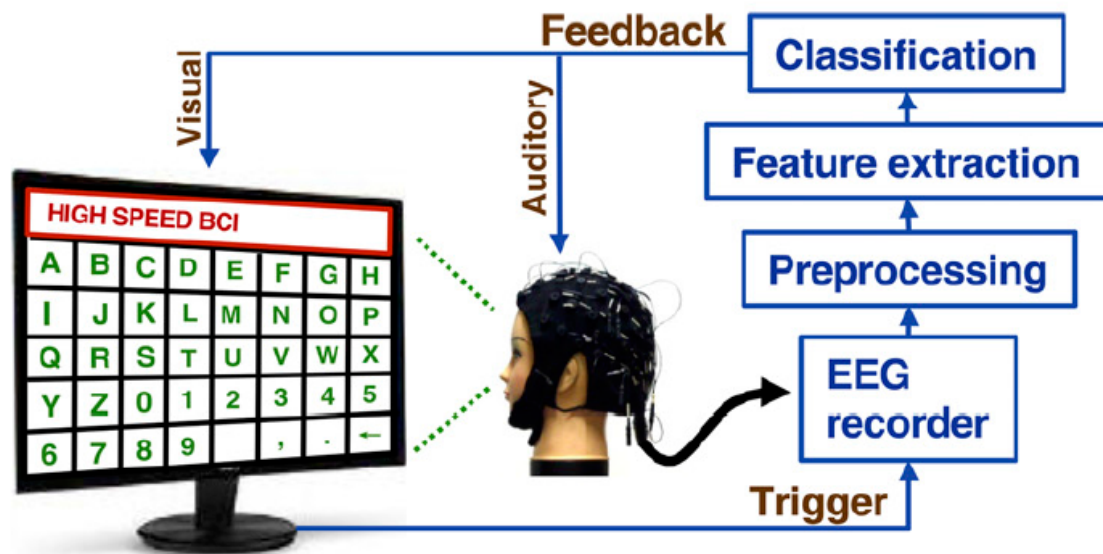 Feedback
Classification
Visual
Auditory
Feature extraction
HIGH SPEED BCI
A B C D E F G H
I J K L M N O P
Q R S T U V W X
Y Z 0 1 2 3 4 5
6 7 8 9 , . ←
Preprocessing
EEG
recorder
Trigger